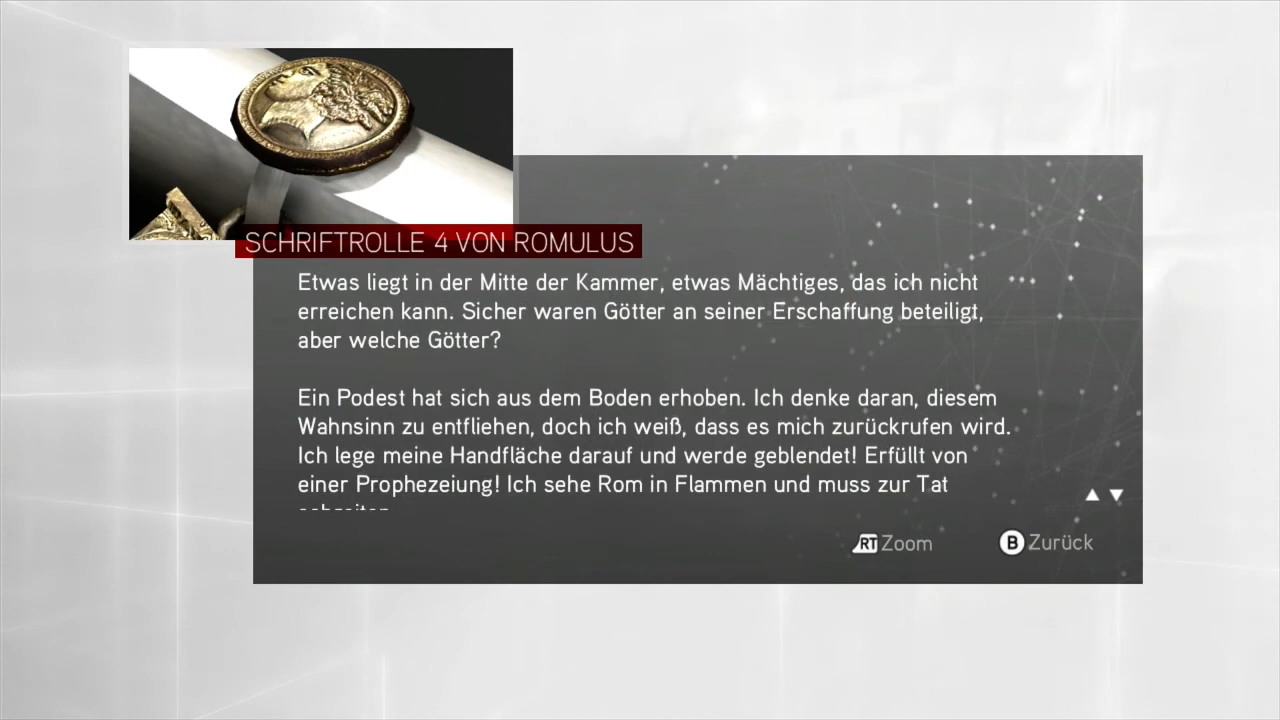 SCHRIFTROLLE 4 VON ROMULUS
Etwas liegt in der Mitte der Kammer, etwas Mächtiges, das ich nicht
erreichen kann. Sicher waren Götter an seiner Erschaffung beteiligt,
aber welche Götter?
Ein Podest hat sich aus dem Boden erhoben. Ich denke daran, diesem
Wahnsinn zu entfliehen, doch ich weiß, dass es mich zurückrufen wird.
Ich lege meine Handfläche darauf und werde geblendet! Erfüllt von
einer Prophezeiung! Ich sehe Rom in Flammen und muss zur Tat
RT Zoom
B Zurück